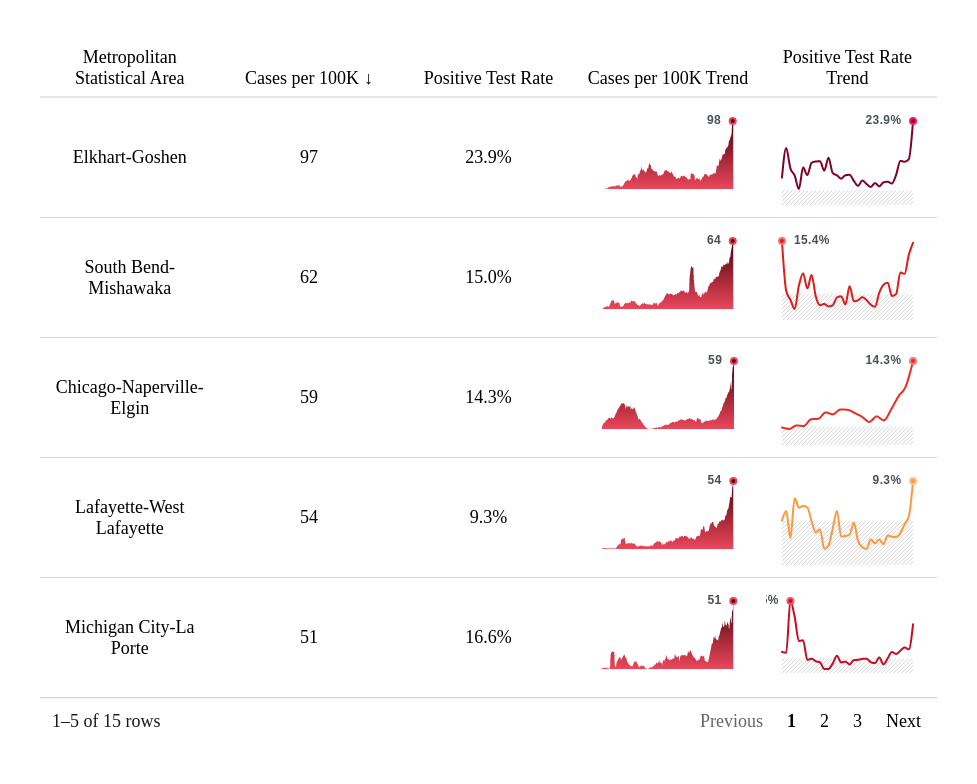 Metropolitan
Statistical Area
Cases per 100K ↓
Positive Test Rate
Cases per 100K Trend
Positive Test Rate
Trend
Elkhart-Goshen
97
23.9%
98
23.9%
South Bend-
Mishawaka
62
15.0%
64
15.4%
Chicago-Naperville-
Elgin
59
14.3%
59
14.3%
Lafayette-West
Lafayette
54
9.3%
54
9.3%
Michigan City-La
Porte
51
16.6%
51
1–5 of 15 rows
Previous 1 2 3 Next